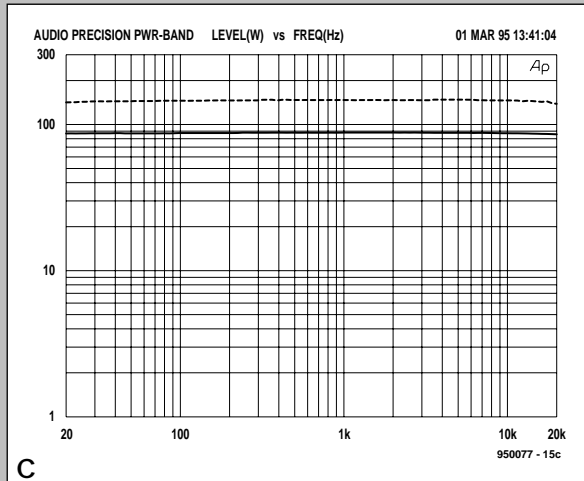 AUDIO PRECISION PWR-BAND LEVEL(W) vs FREQ(Hz) 01 MAR 95 13:41:04
300
Ap
100
10
1
20 100 1k 10k 20k
950077 - 15c
C